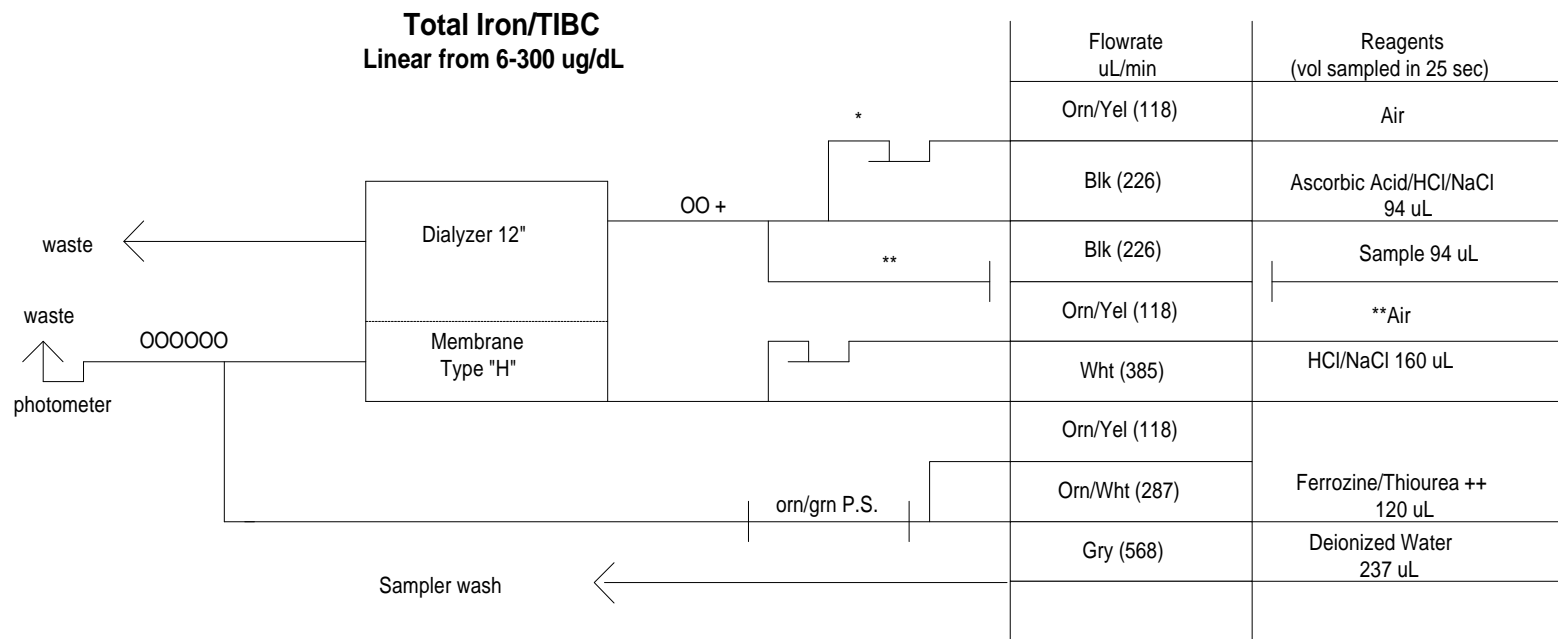 Total Iron/TIBC
Linear from 6-300 ug/dL
Flowrate
uL/min
Reagents
(vol sampled in 25 sec)
Orn/Yel (118)
Air
*
Blk (226)
Ascorbic Acid/HCl/NaCl
94 uL
OO +
Dialyzer 12"
waste
Blk (226)
Sample 94 uL
**
Orn/Yel (118)
**Air
waste
OOOOOO
Membrane
Type "H"
Wht (385)
HCl/NaCl 160 uL
photometer
Orn/Yel (118)
orn/grn P.S.
Orn/Wht (287)
Ferrozine/Thiourea ++
120 uL
Gry (568)
Deionized Water
237 uL
Sampler wash